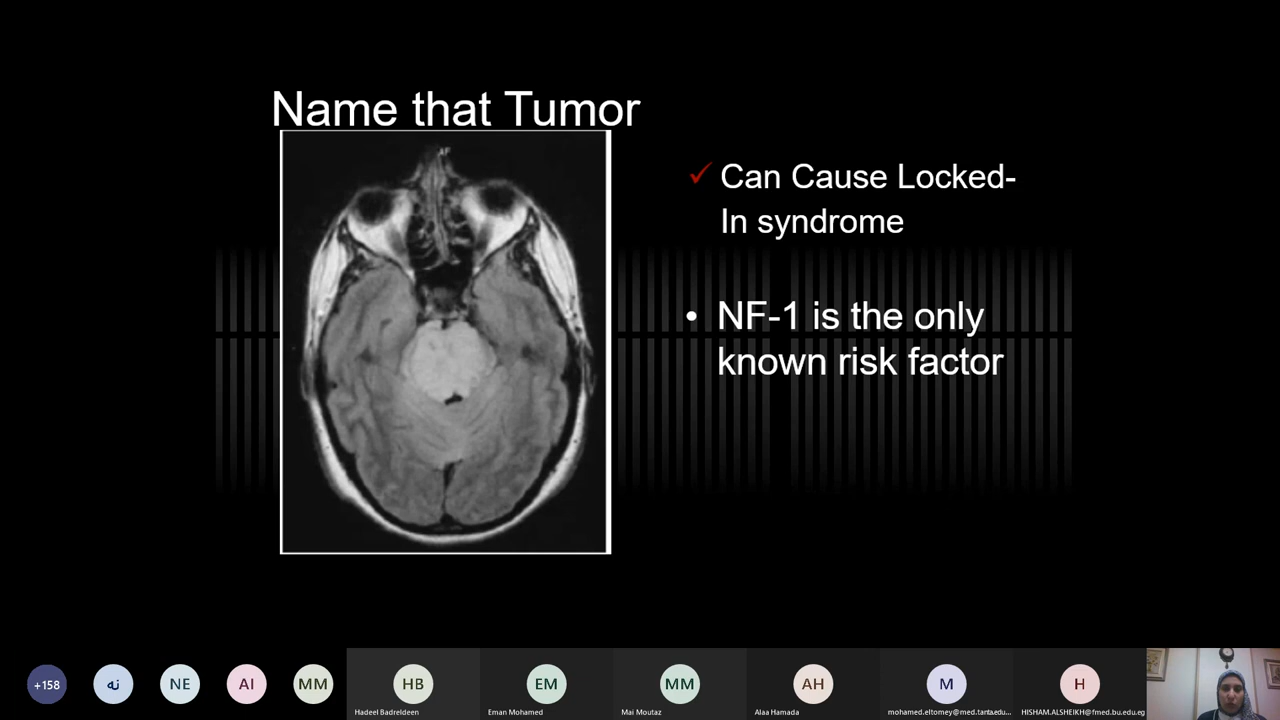 Name that Tumor
✓ Can Cause Locked-
In syndrome
• NF-1 is the only
known risk factor
+158
نه
NE
AI
MM
HB
Hadeel Badreldeen
EM
Eman Mohamed
MM
Mai Moutaz
AH
Alaa Hamada
M
mohamed.eltomey@med.tanta.edu...
H
HISHAM.ALSHEIKH@fmed.bu.edu.eg